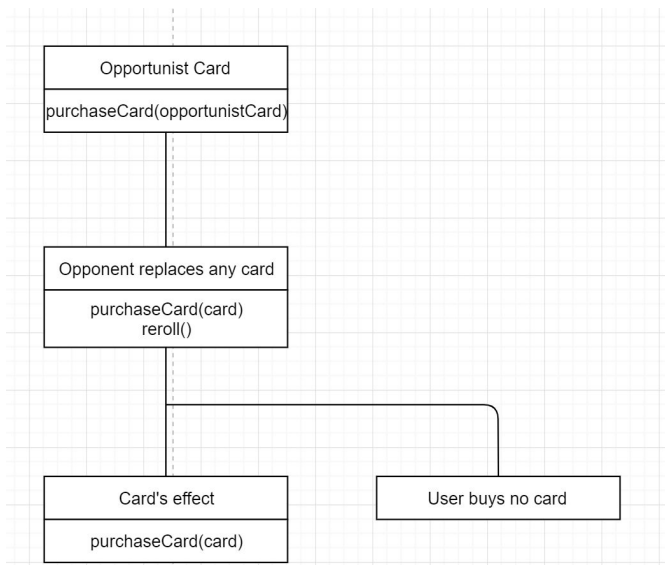 Opportunist Card
purchaseCard(opportunistCard)
Opponent replaces any card
purchaseCard(card)
reroll()
Card's effect
purchaseCard(card)
User buys no card